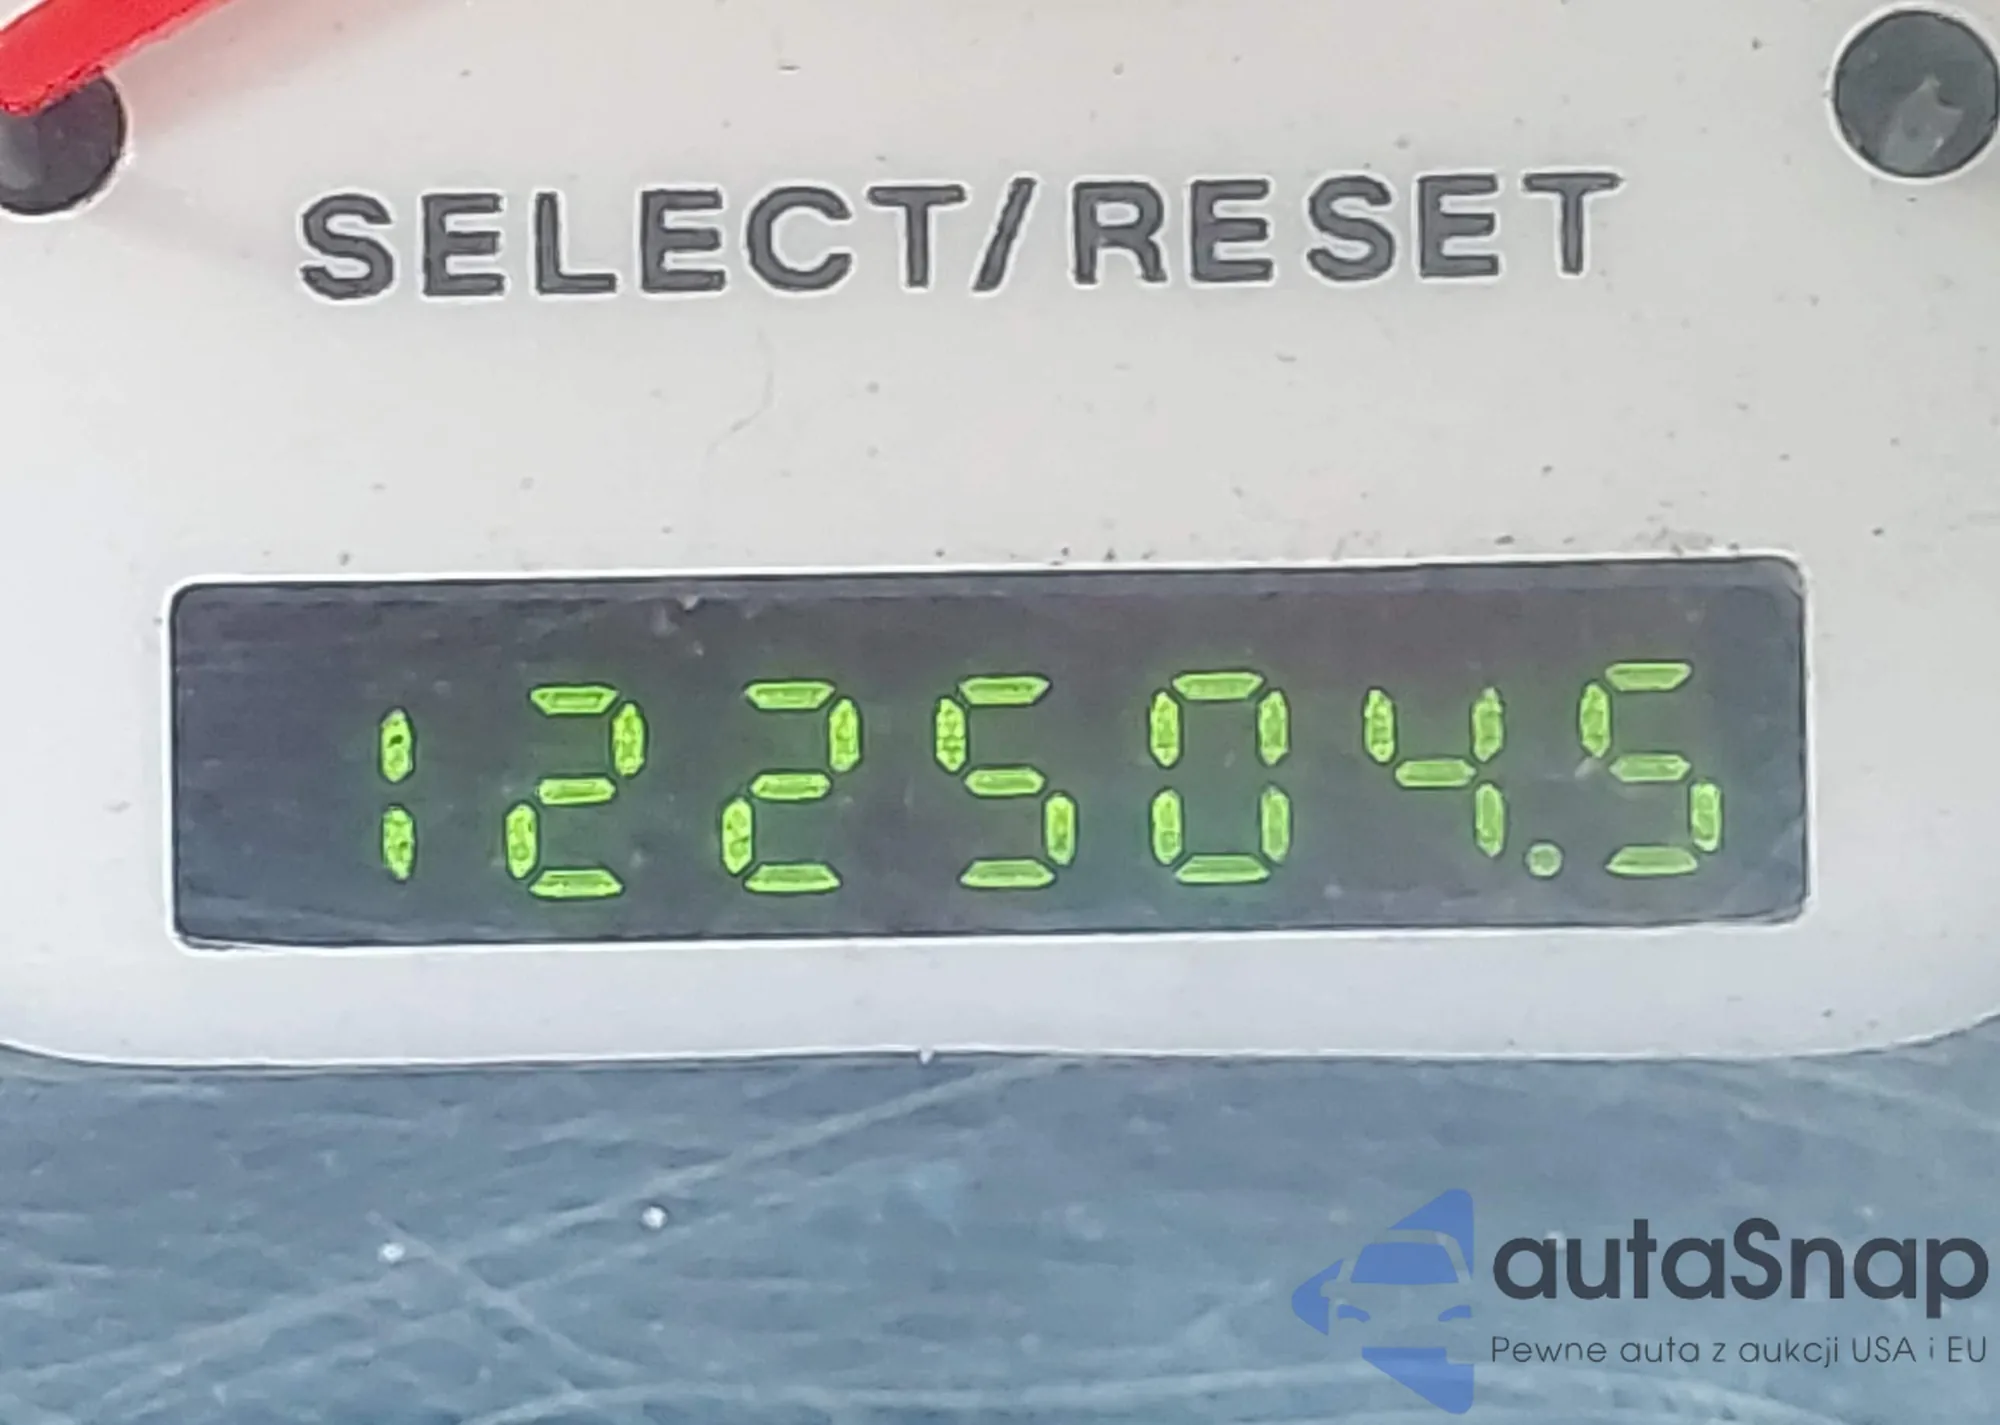 SELECT/RESET
122504.5
autaSnap
Pewne auta z aukcji USA i EU